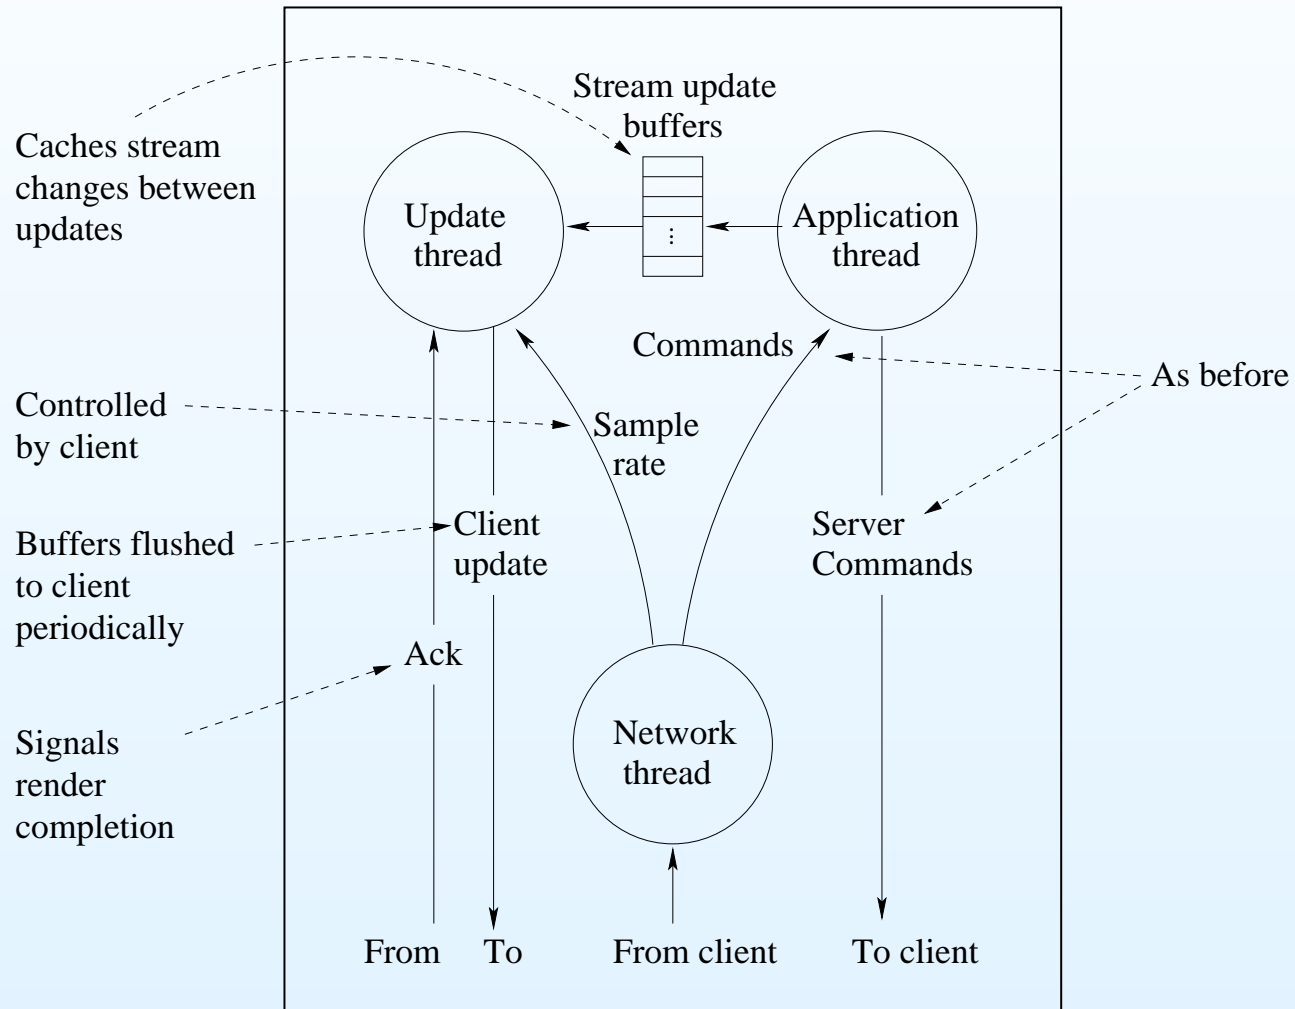 Stream update
buffers
Caches stream
changes between
updates
Update
thread
⋮
Application
thread
Commands
As before
Controlled
by client
Sample
rate
Buffers flushed
to client
periodically
Client
update
Server
Commands
Ack
Signals
render
completion
Network
thread
From
To
From client
To client